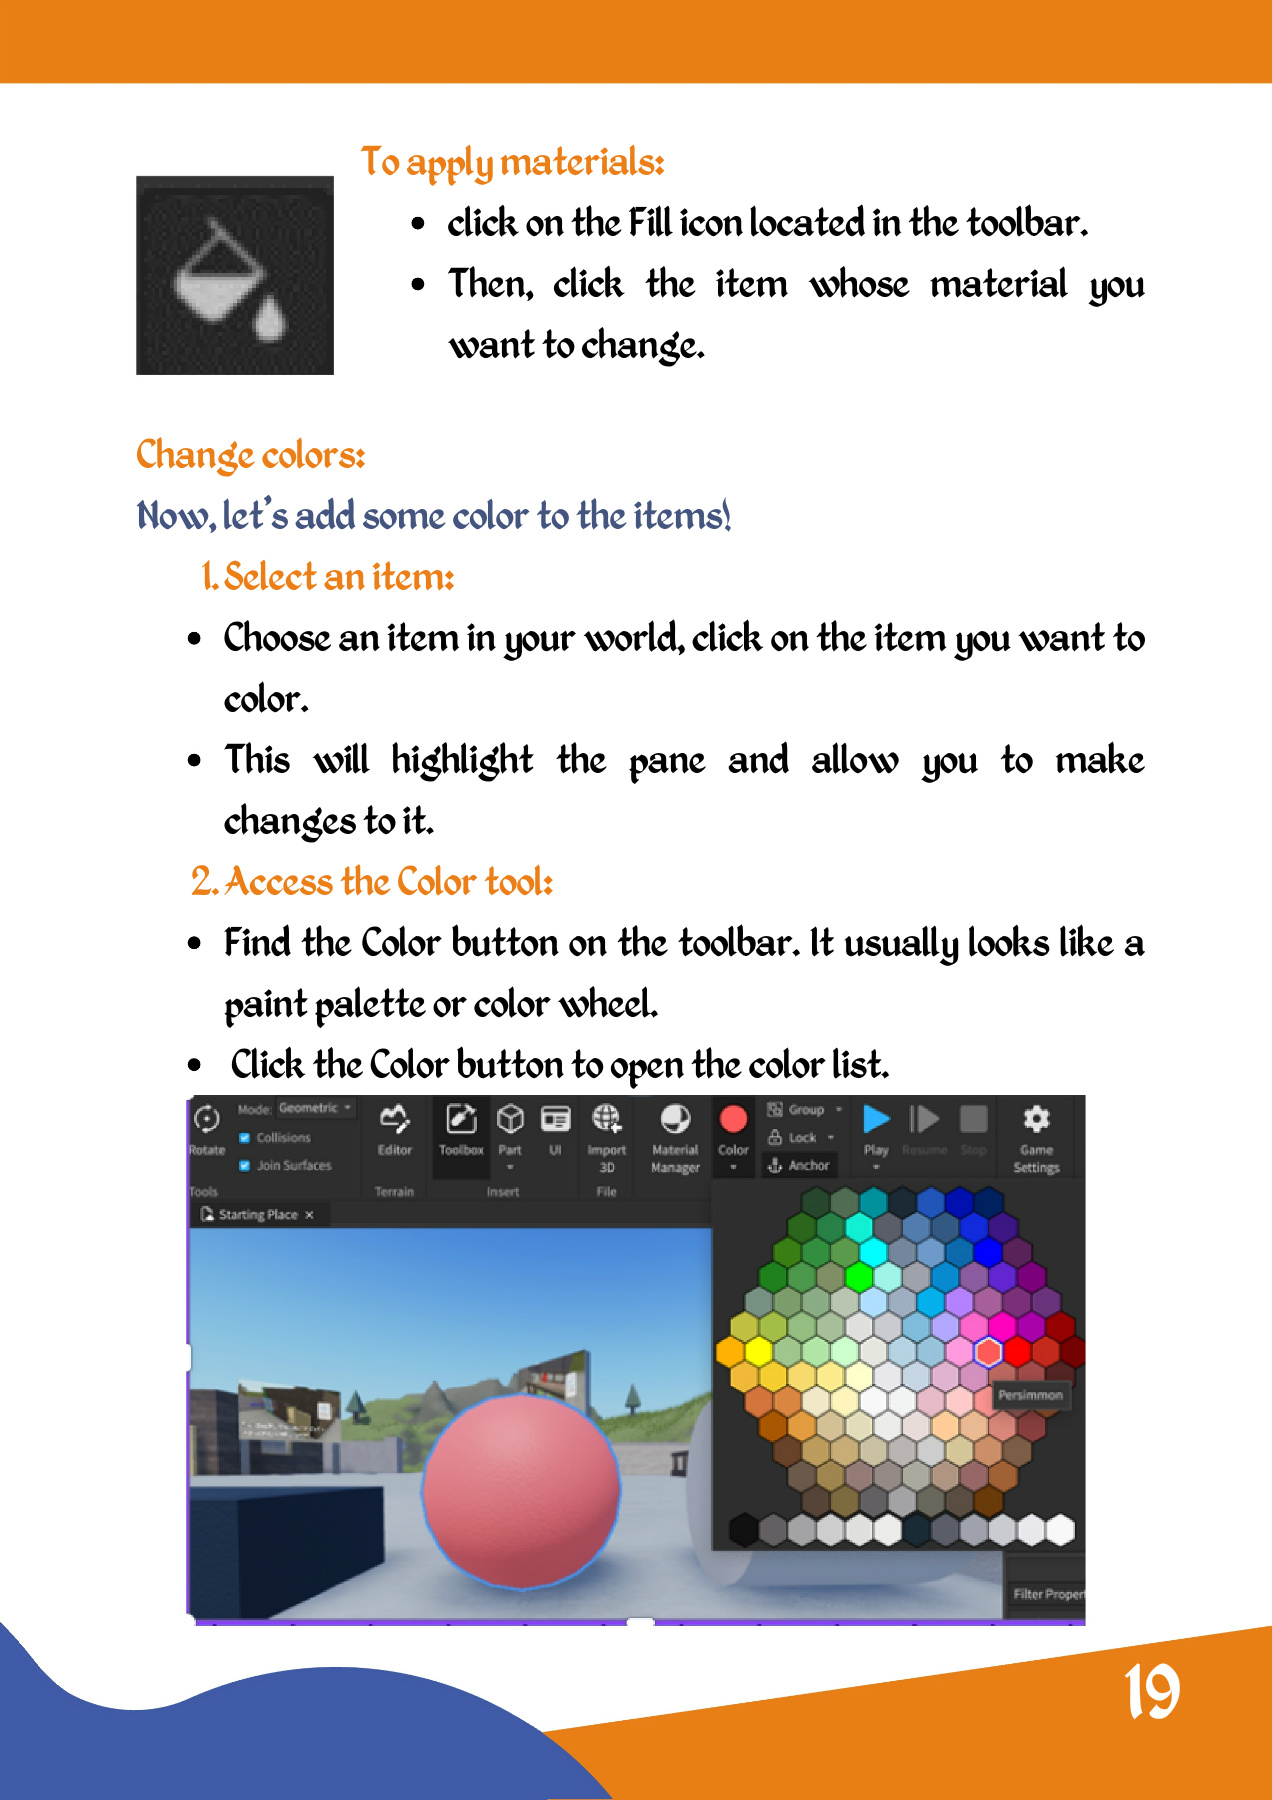 To apply materials:
• click on the Fill icon located in the toolbar.
• Then, click the item whose material you
want to change.
Change colors:
Now, let's add some color to the items!
1. Select an item:
• Choose an item in your world, click on the item you want to
color.
• This will highlight the pane and allow you to make
changes to it.
2. Access the Color tool:
• Find the Color button on the toolbar. It usually looks like a
paint palette or color wheel.
• Click the Color button to open the color list.
Rotate
Mode: Geometric
Collisions
Join Surfaces
Tools
Editor
Terrain
Toolbox
Part
UI
Insert
Import
3D
File
Material
Manager
Color
Group
Lock
Anchor
Play
Resume
Stop
Game
Settings
Starting Place ×
Persimmon
Filter Propert
19